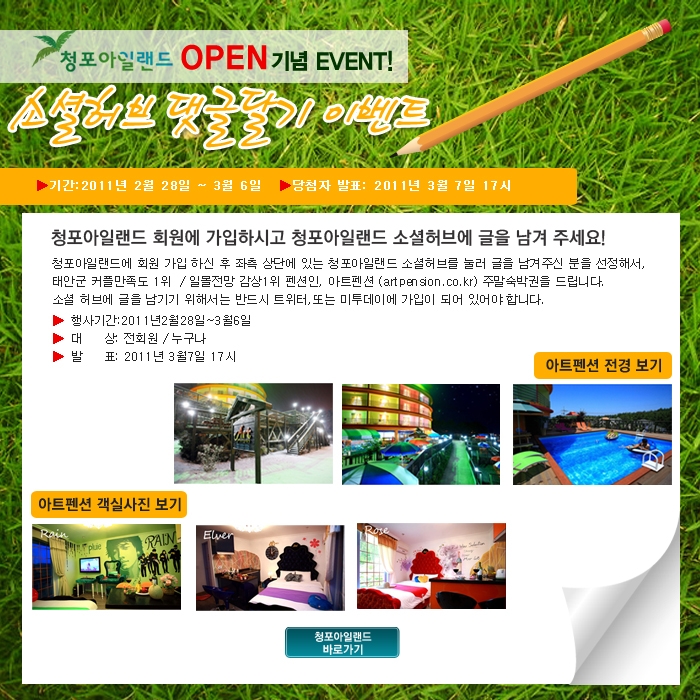 청포아일랜드 OPEN 기념 EVENT!
소셜허브 댓글달기 이벤트
▶기간:2011년 2월 28일 ~ 3월 6일 ▶당첨자 발표: 2011년 3월 7일 17시
청포아일랜드 회원에 가입하시고 청포아일랜드 소셜허브에 글을 남겨 주세요!
청포아일랜드에 회원 가입 하신 후 좌측 상단에 있는 청포아일랜드 소셜허브를 눌러 글을 남겨주신 분을 선정해서,
태안군 커플만족도 1위 / 일몰전망 감상1위 펜션인, 아트펜션 (artpension.co.kr) 주말숙박권을 드립니다.
소셜 허브에 글을 남기기 위해서는 반드시 트위터,또는 미투데이에 가입이 되어 있어야 합니다.
▶ 행사기간:2011년2월28일~3월6일
▶ 대 상: 전회원 / 누구나
▶ 발 표: 2011년 3월7일 17시
아트펜션 전경 보기
아트펜션 객실사진 보기
Rain
plus
RAIN
Elver
Rose
청포아일랜드
바로가기